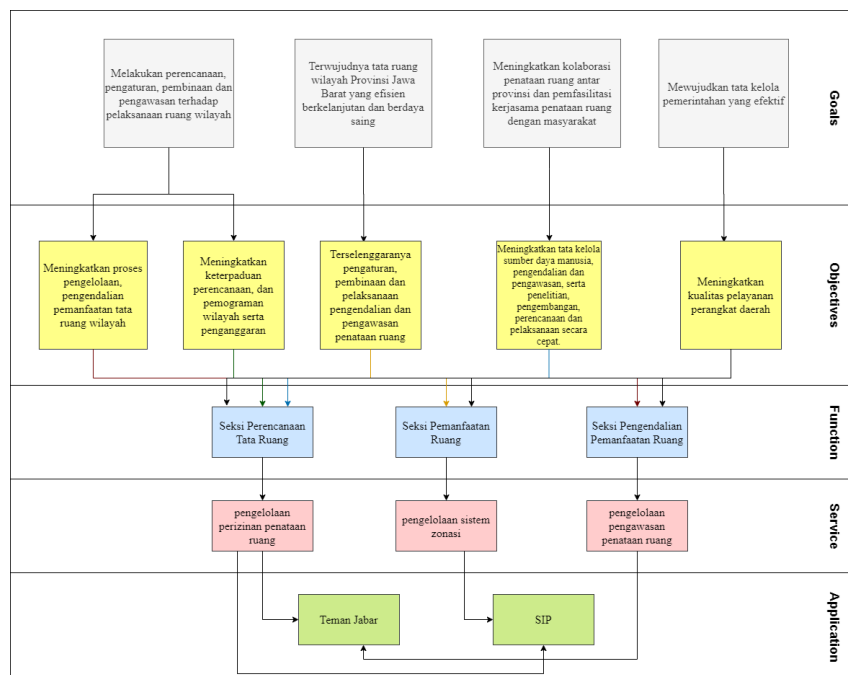 Melakukan perencanaan,
pengaturan, pembinaan dan
pengawasan terhadap
pelaksanaan ruang wilayah
Terwujudnya tata ruang
wilayah Provinsi Jawa
Barat yang efisien
berkelanjutan dan berdaya
saing
Meningkatkan kolaborasi
penataan ruang antar
provinsi dan pemfasilitasi
kerjasama penataan ruang
dengan masyarakat
Mewujudkan tata kelola
pemerintahan yang efektif
Goals
Meningkatkan proses
pengelolaan,
pengendalian
pemanfaatan tata
ruang wilayah
Meningkatkan
keterpaduan
perencanaan, dan
pemograman
wilayah serta
penganggaran
Terselenggaranya
pengaturan,
pembinaan dan
pelaksanaan
pengendalian dan
pengawasan
penataan ruang
Meningkatkan tata kelola
sumber daya manusia,
pengendalian dan
pengawasan, serta
penelitian,
pengembangan,
perencanaan dan
pelaksanaan secara
cepat.
Meningkatkan
kualitas pelayanan
perangkat daerah
Objectives
Seksi Perencanaan
Tata Ruang
Seksi Pemanfaatan
Ruang
Seksi Pengendalian
Pemanfaatan Ruang
Function
pengelolaan
perizinan penataan
ruang
pengelolaan sistem
zonasi
pengelolaan
pengawasan
penataan ruang
Service
Teman Jabar
SIP
Application